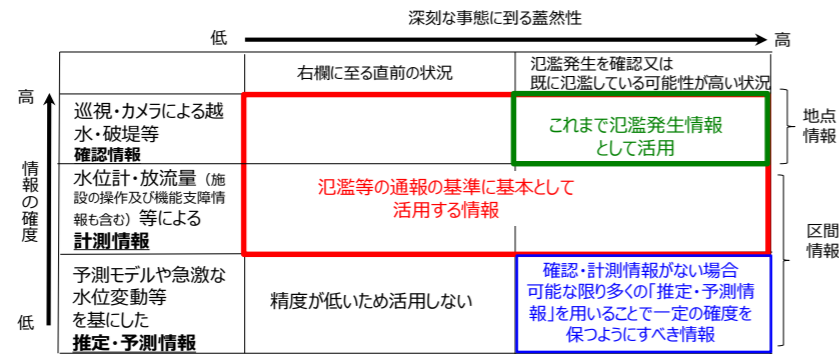 深刻な事態に到る蓋然性
低
高
右欄に至る直前の状況
氾濫発生を確認又は
既に氾濫している可能性が高い状況
高
情報の確度
低
巡視・カメラによる越
水・破堤等
確認情報
これまで氾濫発生情報
として活用
地点
情報
水位計・放流量（施
設の操作及び機能支障情
報も含む）等による
計測情報
氾濫等の通報の基準に基本として
活用する情報
区間
情報
予測モデルや急激な
水位変動等
を基にした
推定・予測情報
精度が低いため活用しない
確認・計測情報がない場合
可能な限り多くの「推定・予測情
報」を用いることで一定の確度を
保つようにすべき情報